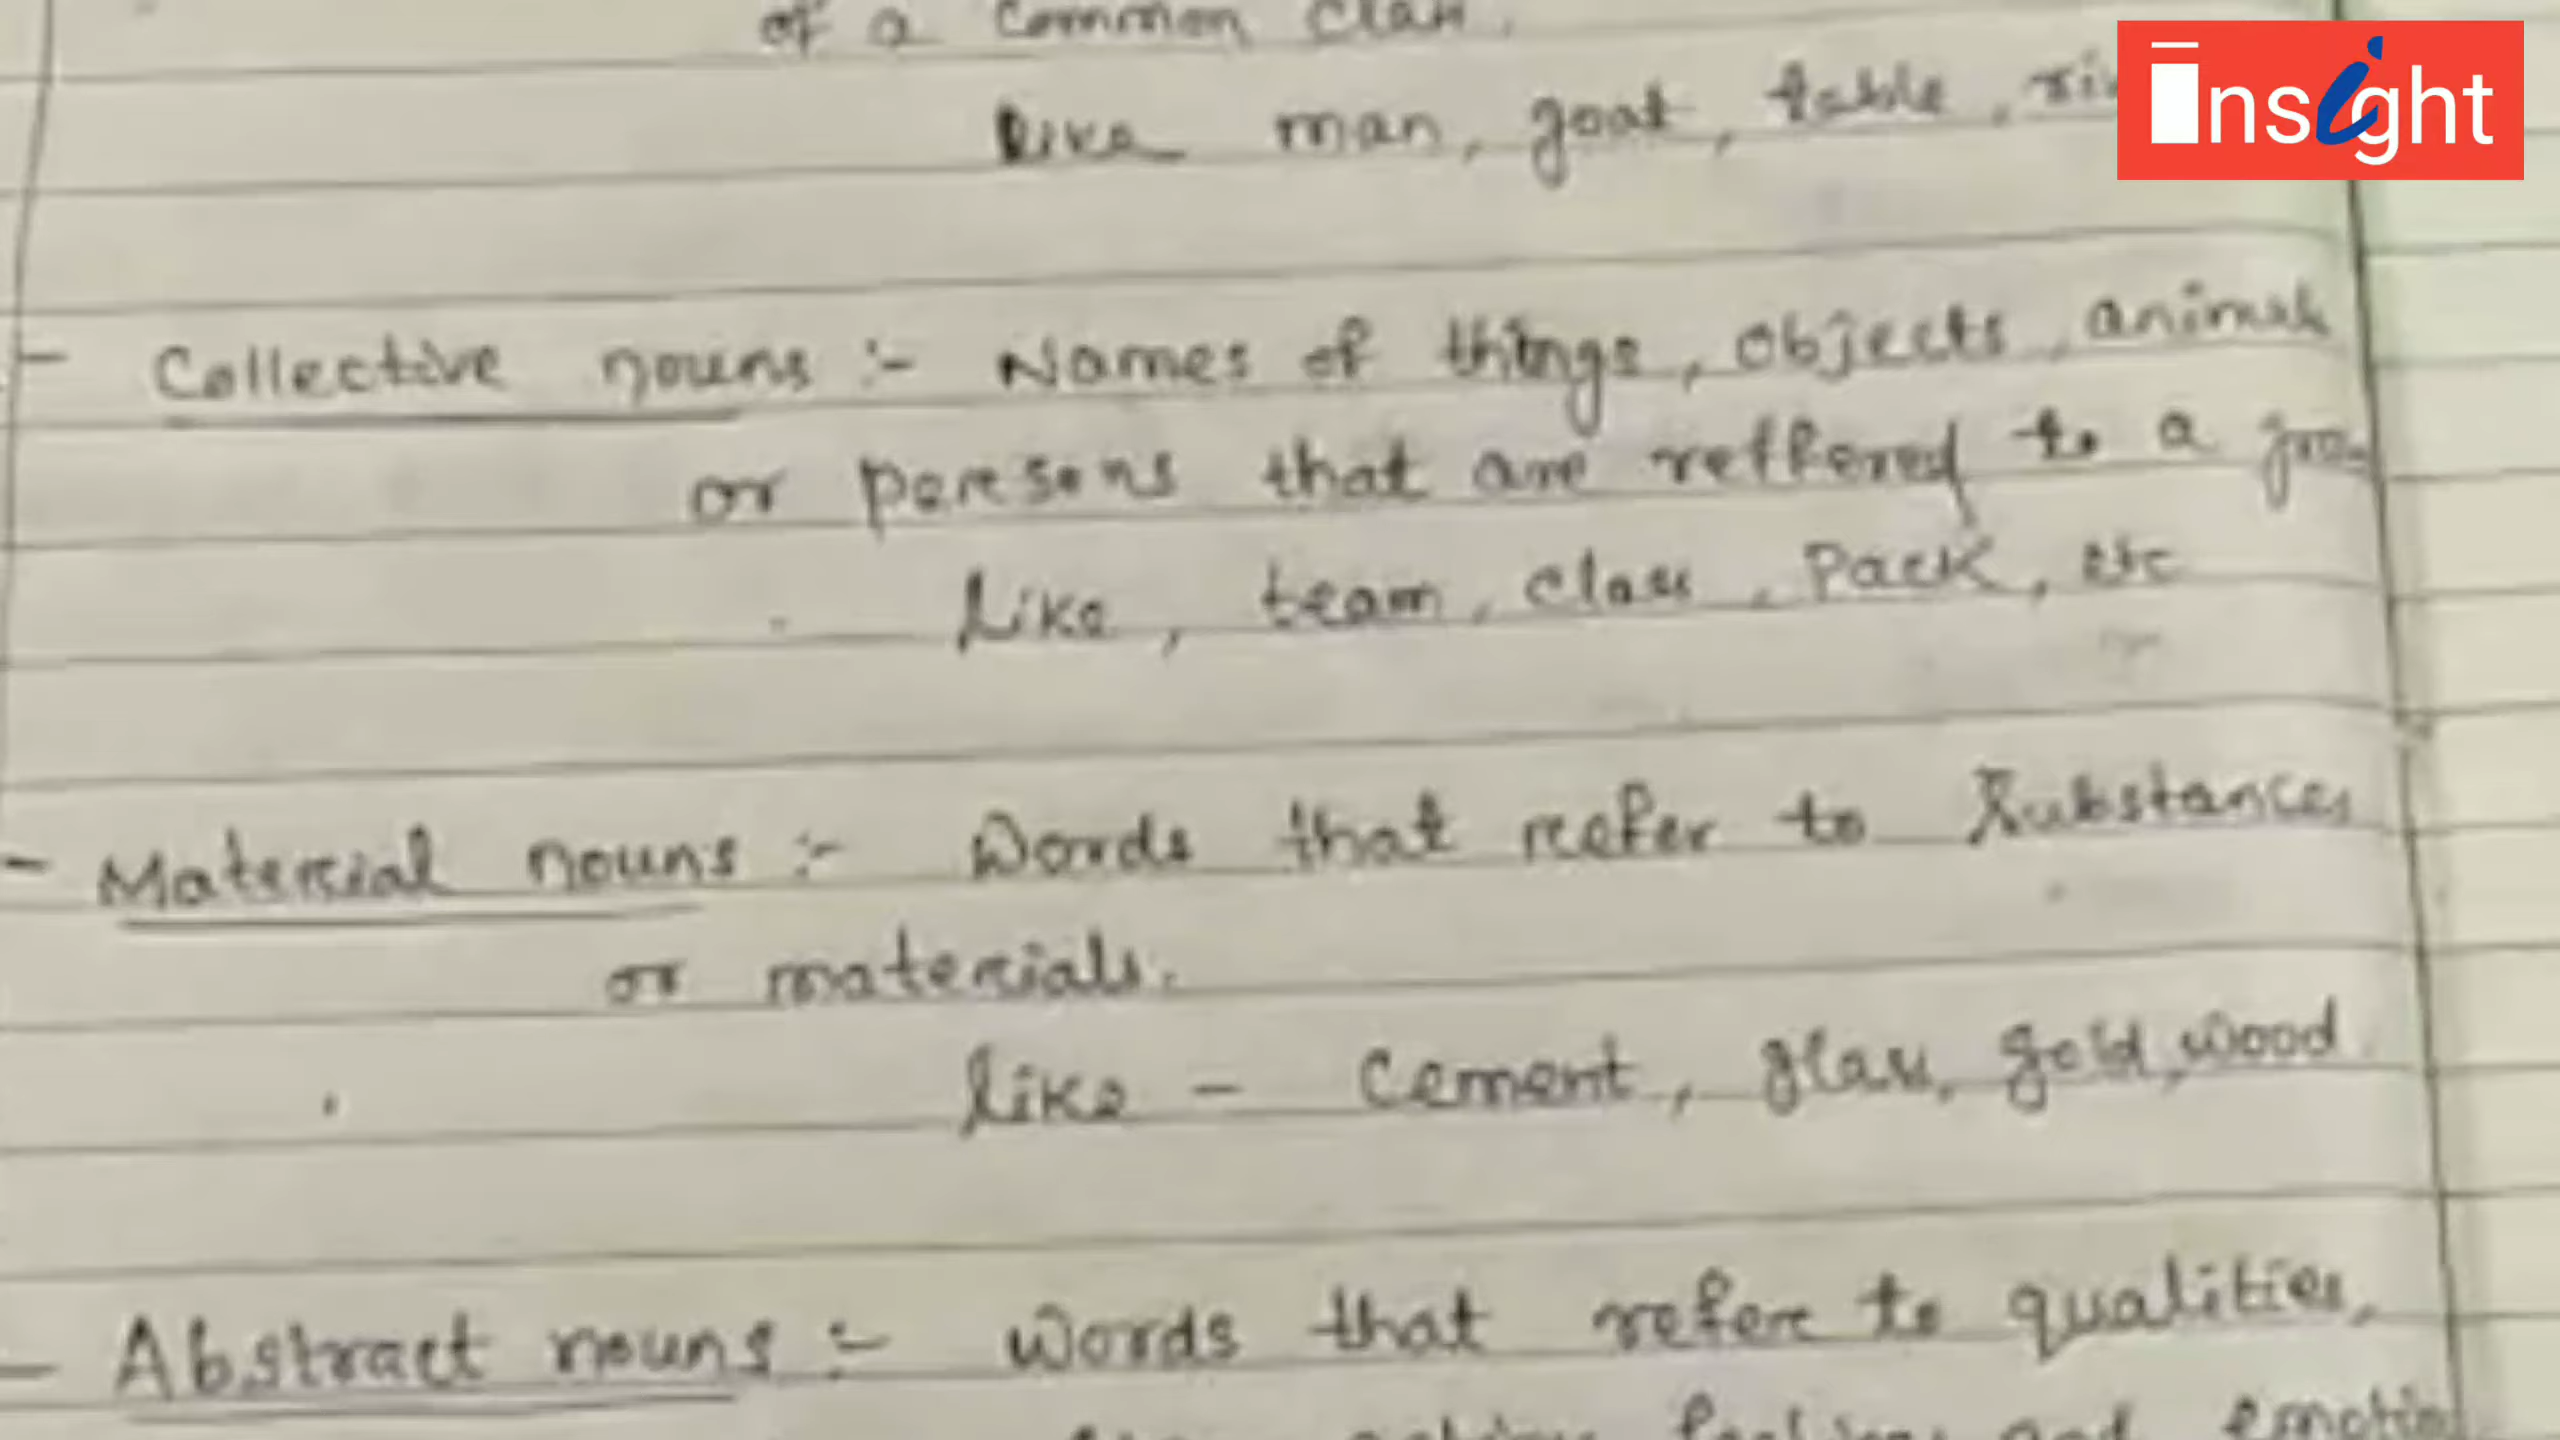 of a Common Class.
like man, goat, table,
Insight
- Collective nouns :- Names of things, objects, animals
or persons that are reffered to a
like, team, class, Pack, etc
- Material nouns :- Words that refer to Substances
or materials.
like - Cement, glass, gold, wood
- Abstract nouns :- Words that refer to qualities,
and